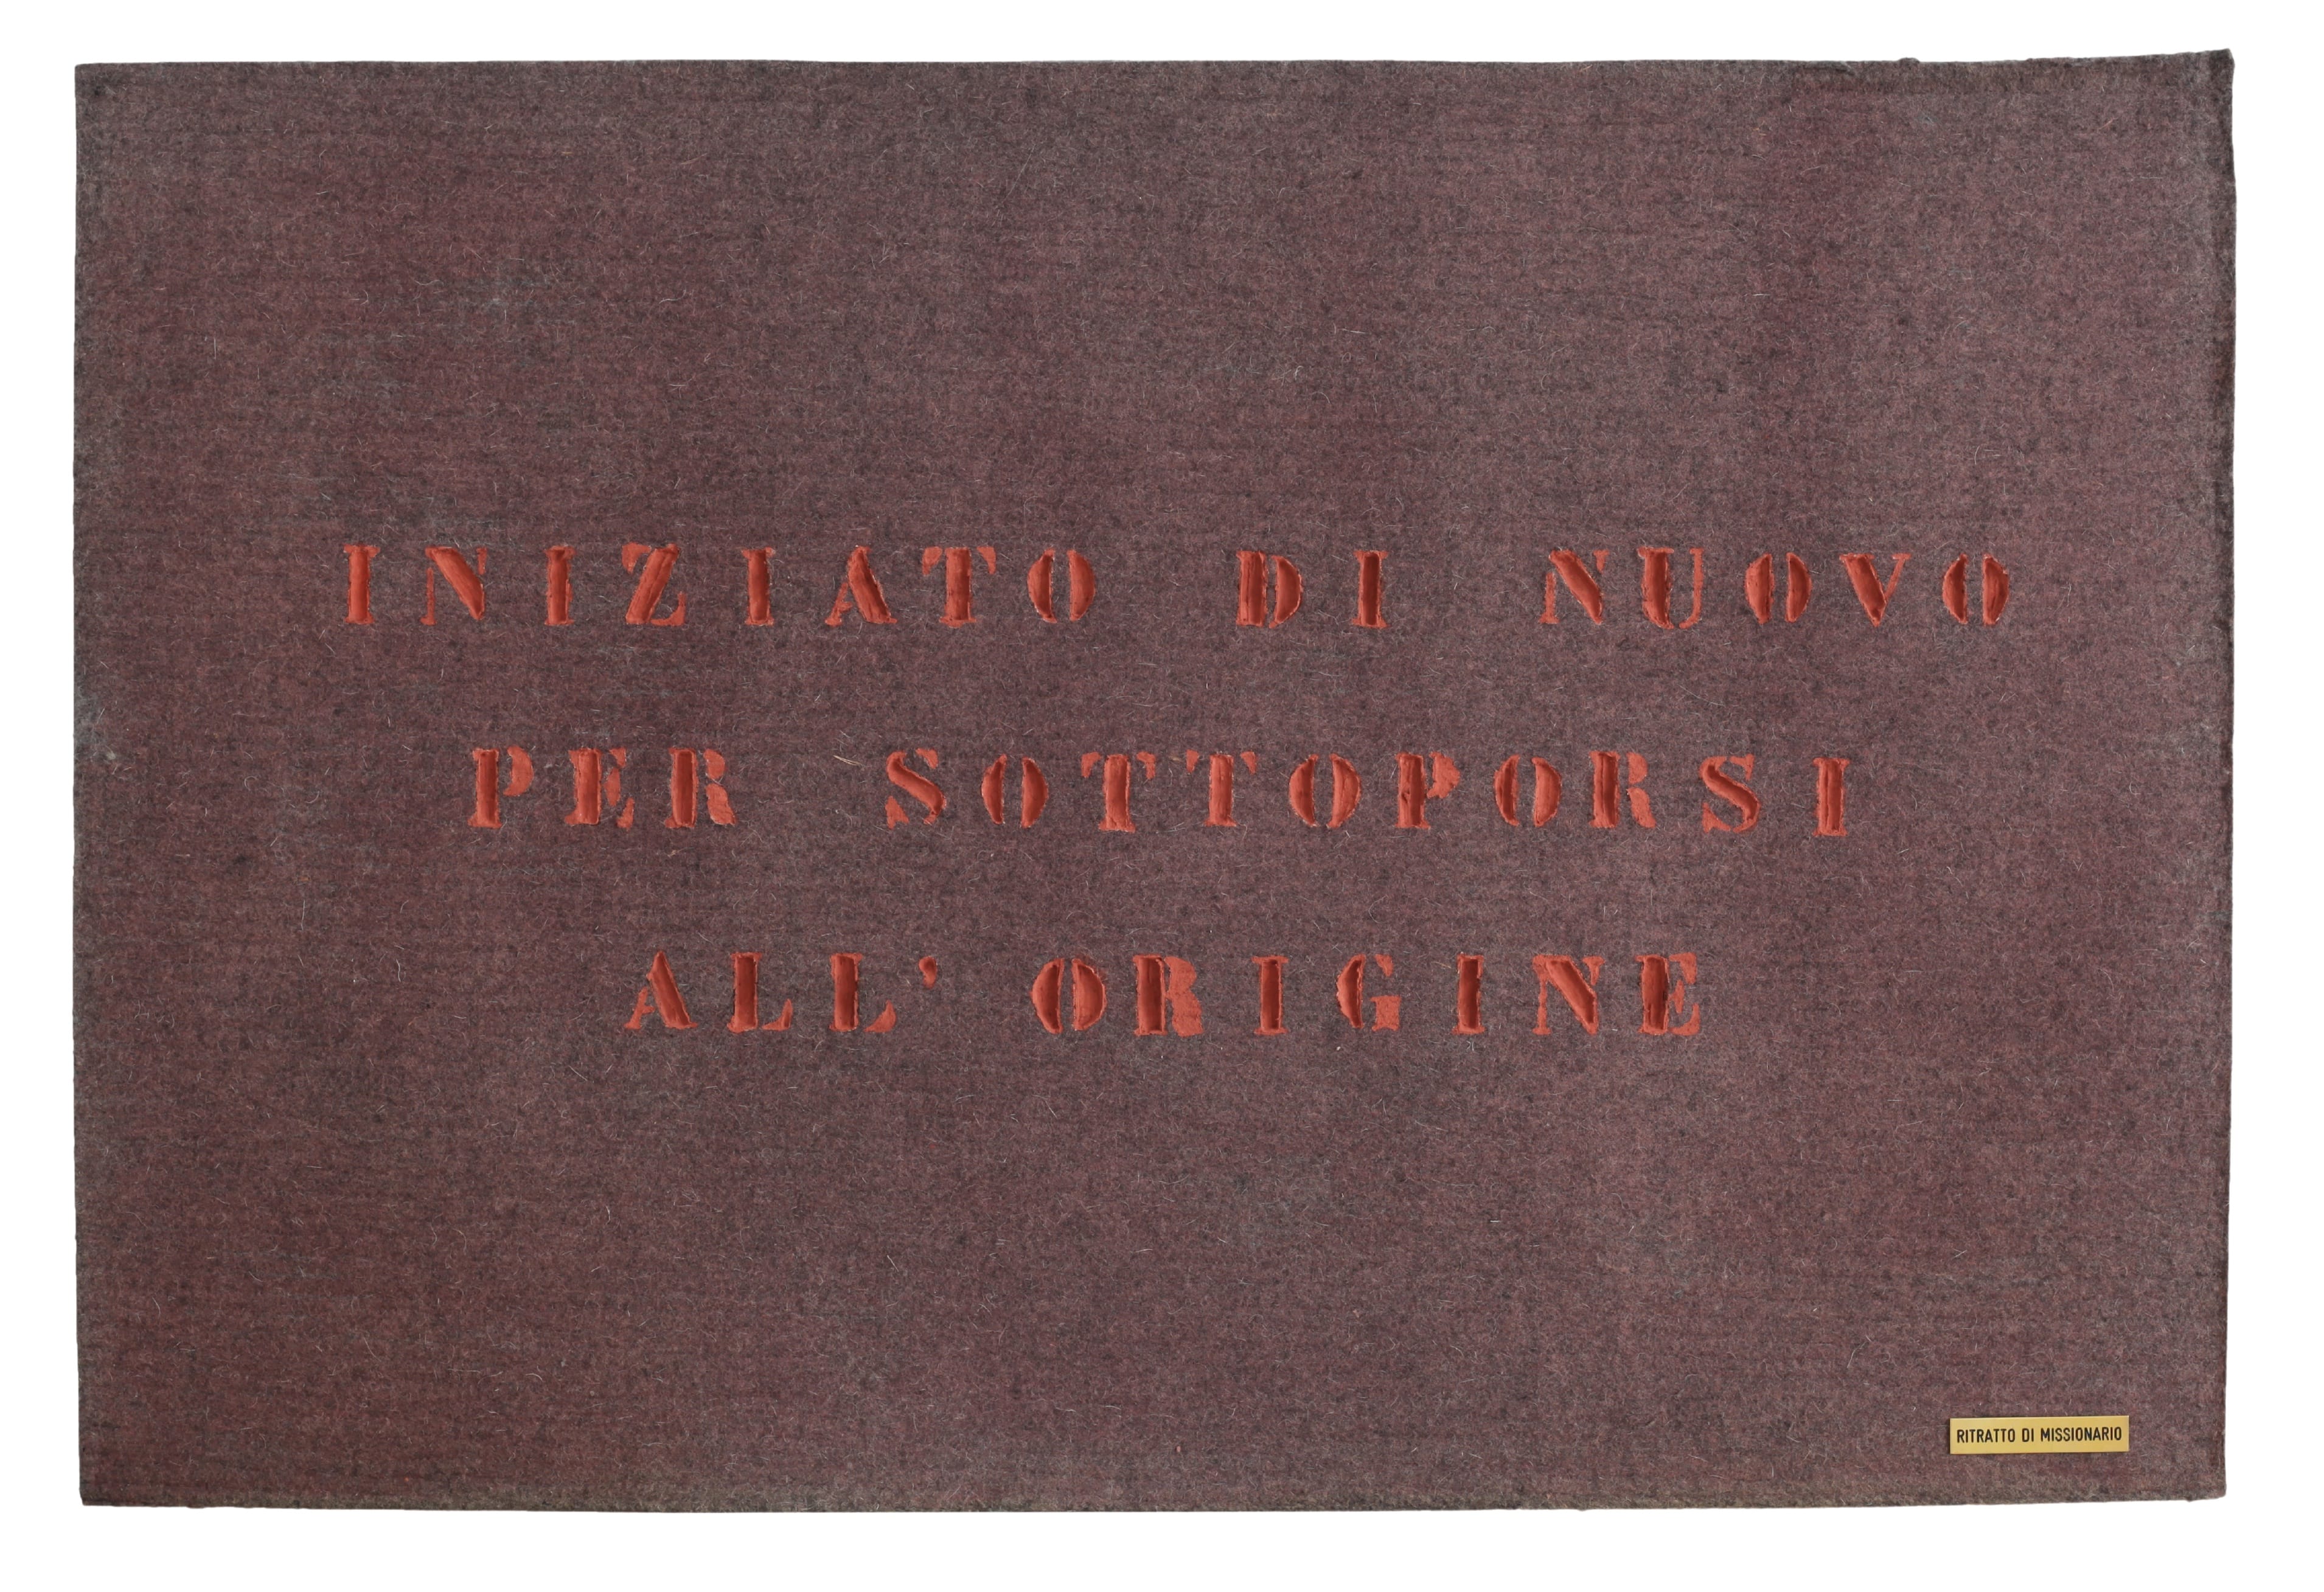 INIZIATO DI NUOVO
PER SOTTOPORSI
ALL' ORIGINE
RITRATTO DI MISSIONARIO